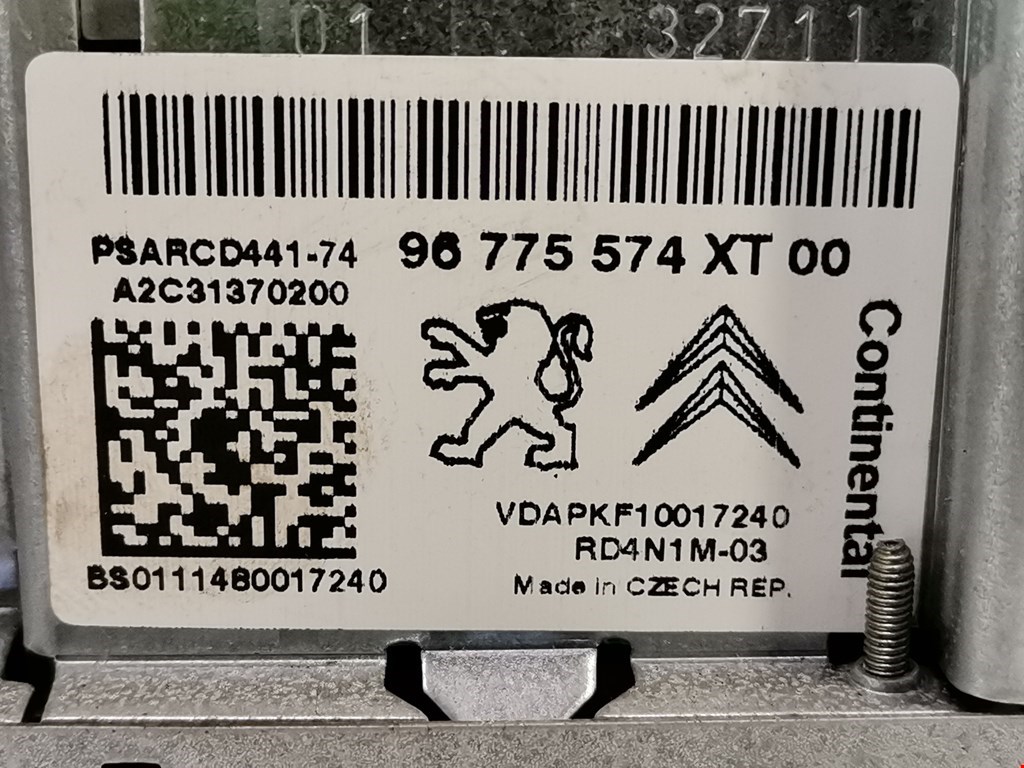 01 32711
PSARCD441-74
96 775 574 XT 00
A2C31370200
Continental
VDAPKF10017240
RD4N1M-03
BS0111480017240
Made in CZECH REP.